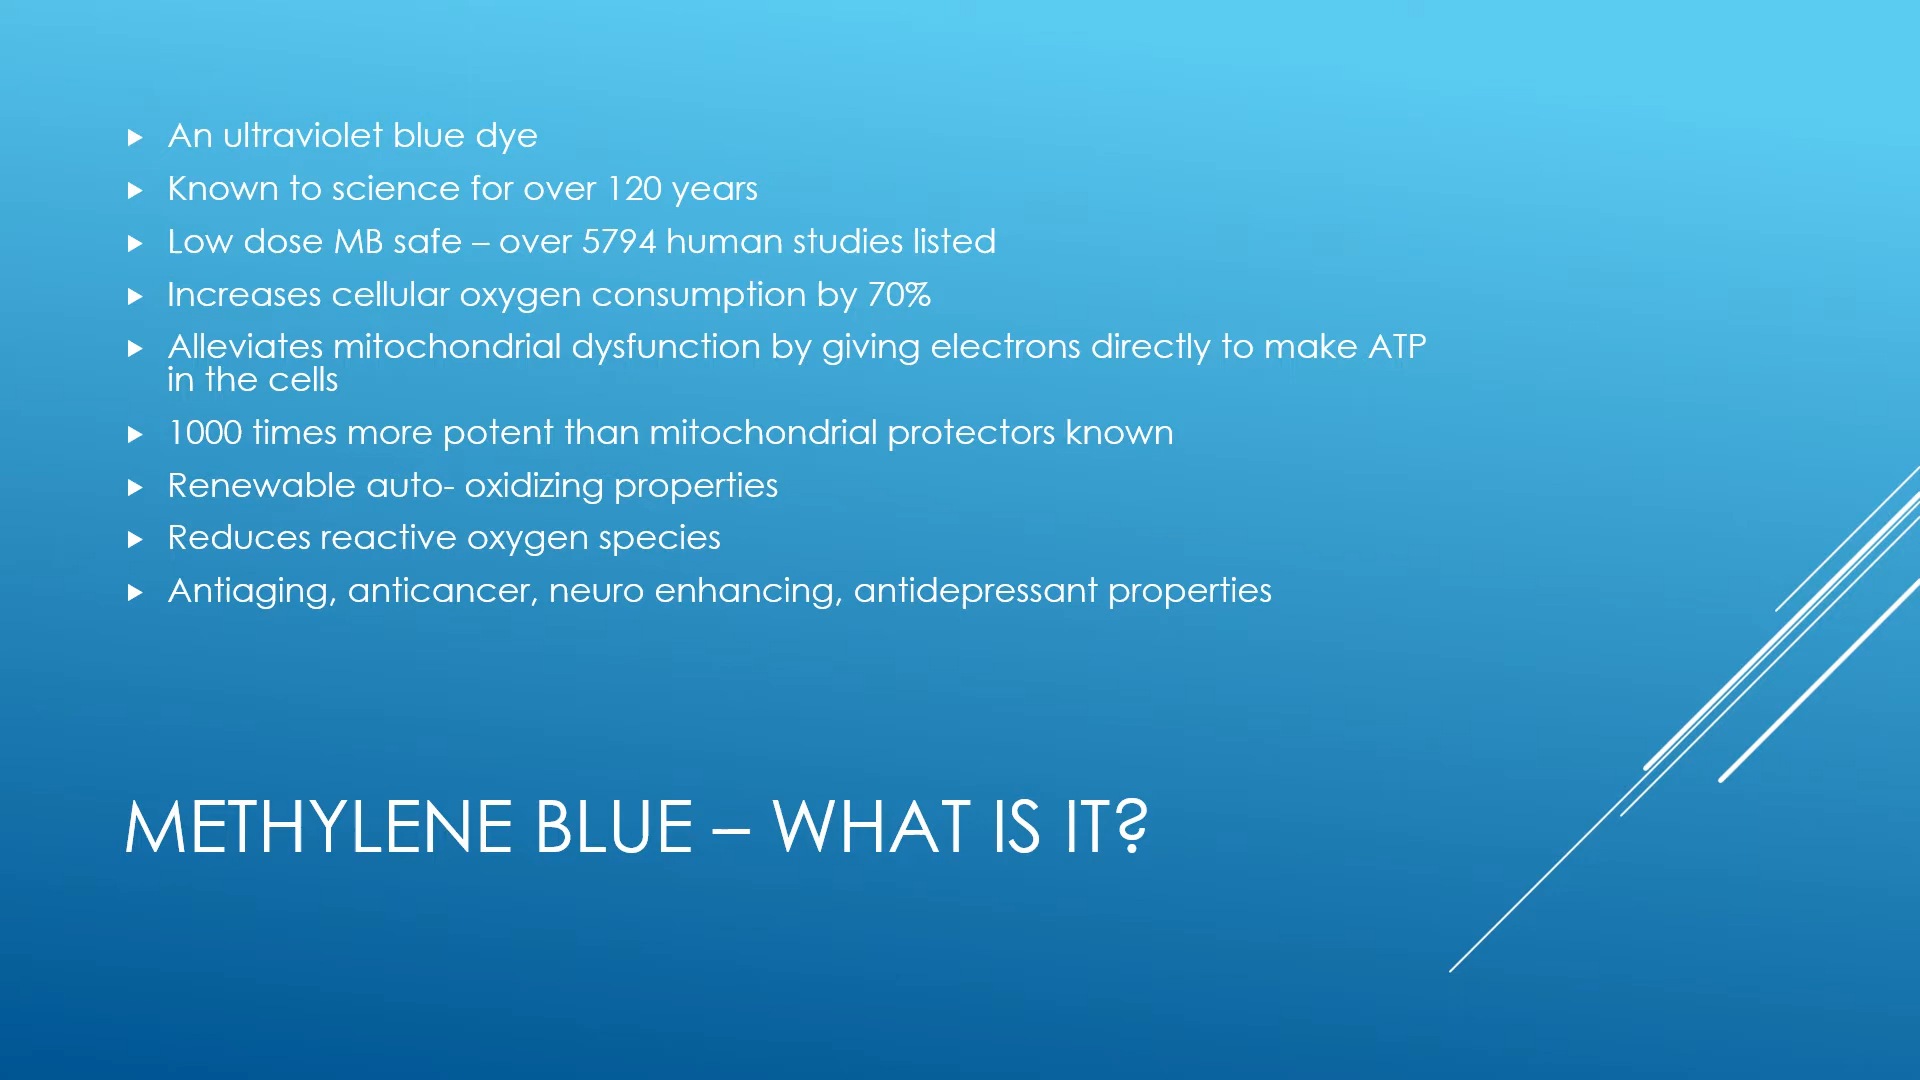 An ultraviolet blue dye
Known to science for over 120 years
Low dose MB safe – over 5794 human studies listed
Increases cellular oxygen consumption by 70%
Alleviates mitochondrial dysfunction by giving electrons directly to make ATP
in the cells
1000 times more potent than mitochondrial protectors known
Renewable auto- oxidizing properties
Reduces reactive oxygen species
Antiaging, anticancer, neuro enhancing, antidepressant properties
METHYLENE BLUE – WHAT IS IT?